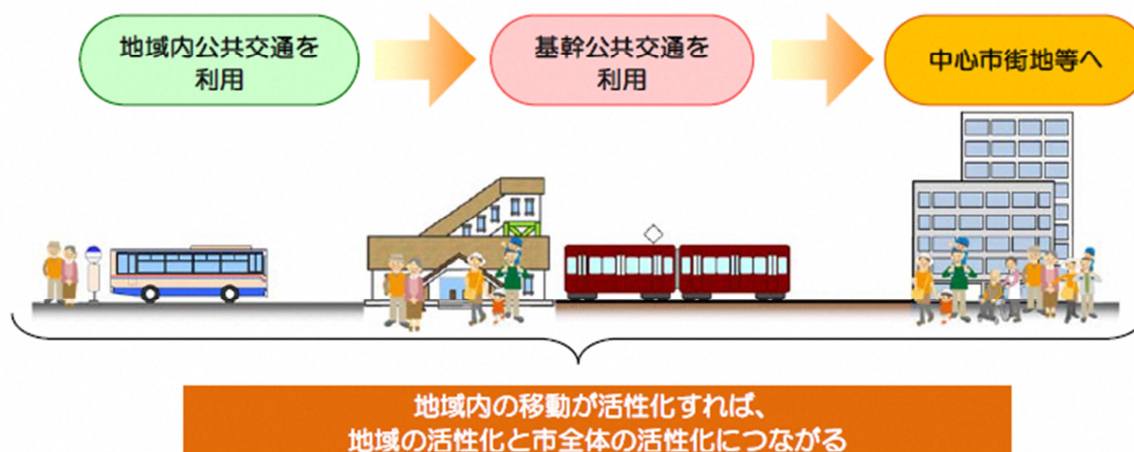 地域内公共交通を
利用
基幹公共交通を
利用
中心市街地等へ
地域内の移動が活性化すれば、
地域の活性化と市全体の活性化につながる